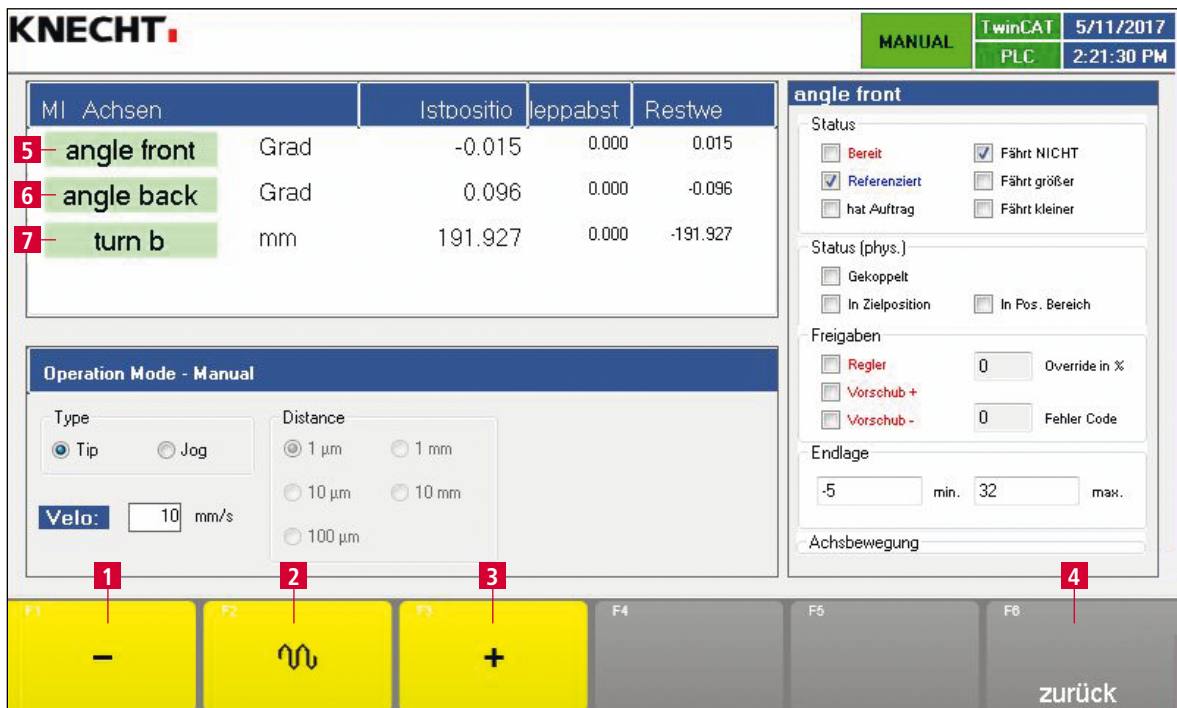 KNECHT
MANUAL
TwinCAT
PLC
5/11/2017
2:21:30 PM
MI Achsen Istpositio leppabst Restwe
5 angle front Grad -0.015 0.000 0.015
6 angle back Grad 0.096 0.000 -0.096
7 turn b mm 191.927 0.000 -191.927
Operation Mode - Manual
Type
Tip Jog
Velo: 10 mm/s
Distance
1 µm 1 mm
10 µm 10 mm
100 µm
angle front
Status
Bereit Fährt NICHT
Referenziert Fährt größer
hat Auftrag Fährt kleiner
Status (phys.)
Gekoppelt
In Zielposition In Pos. Bereich
Freigaben
Regler 0 Override in %
Vorschub +
Vorschub - 0 Fehler Code
Endlage
-5 min. 32 max.
Achsbewegung
1 2 3 4
F1 F2 F3 F4 F5 F6
− +
zurück